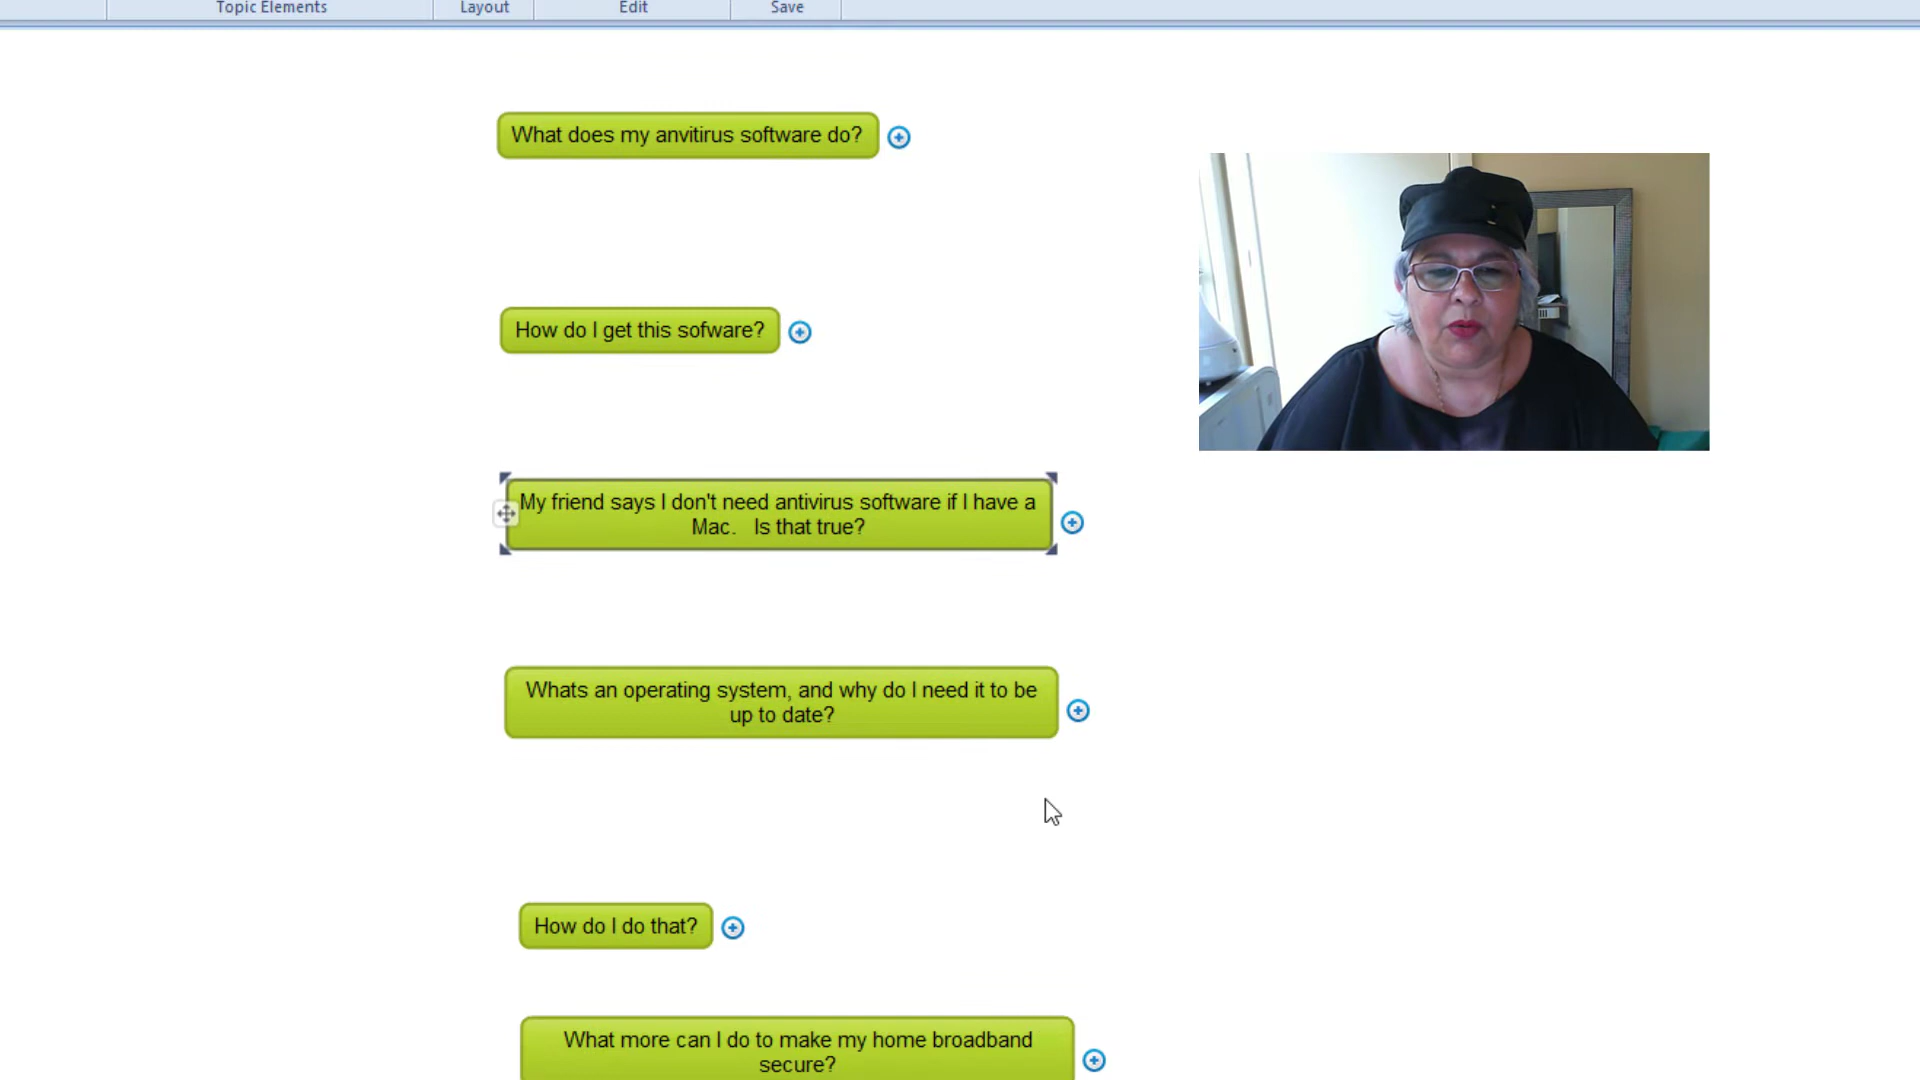 Topic Elements Layout Edit Save
What does my anvitirus software do?
How do I get this sofware?
My friend says I don't need antivirus software if I have a
Mac. Is that true?
Whats an operating system, and why do I need it to be
up to date?
How do I do that?
What more can I do to make my home broadband
secure?